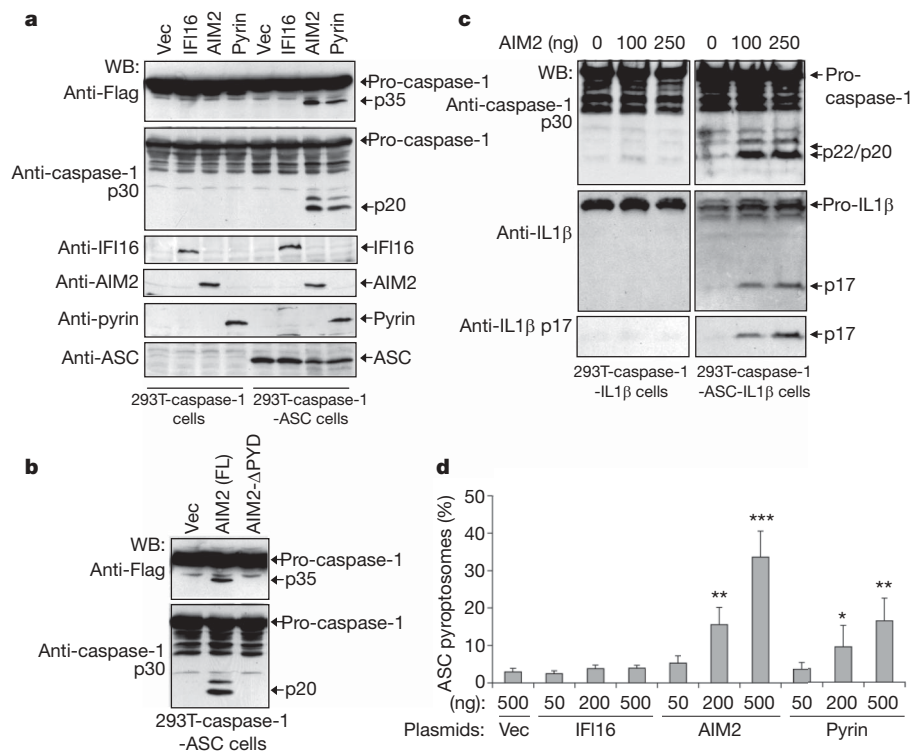 a
Vec IFI16 AIM2 Pyrin Vec IFI16 AIM2 Pyrin
WB:
Anti-Flag
Pro-caspase-1
p35
Anti-caspase-1
p30
Pro-caspase-1
p20
Anti-IFI16
IFI16
Anti-AIM2
AIM2
Anti-pyrin
Pyrin
Anti-ASC
ASC
293T-caspase-1
cells
293T-caspase-1
-ASC cells
b
Vec AIM2 (FL) AIM2-ΔPYD
WB:
Anti-Flag
Pro-caspase-1
p35
Anti-caspase-1
p30
Pro-caspase-1
p20
293T-caspase-1
-ASC cells
c
AIM2 (ng) 0 100 250 0 100 250
WB:
Anti-caspase-1
p30
Pro-
caspase-1
p22/p20
Anti-IL1β
Pro-IL1β
p17
Anti-IL1β p17
p17
293T-caspase-1
-IL1β cells
293T-caspase-1
-ASC-IL1β cells
d
ASC pyroptosomes (%)
50
40
30
20
10
0
** *** * **
(ng): 500 50 200 500 50 200 500 50 200 500
Plasmids: Vec IFI16 AIM2 Pyrin